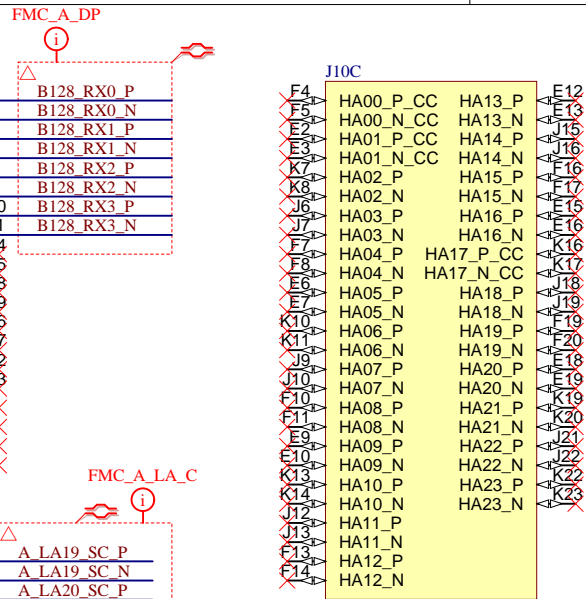 FMC_A_DP
i
B128_RX0_P
B128_RX0_N
B128_RX1_P
B128_RX1_N
B128_RX2_P
B128_RX2_N
B128_RX3_P
B128_RX3_N
FMC_A_LA_C
i
A_LA19_SC_P
A_LA19_SC_N
A_LA20_SC_P
J10C
F4 HA00_P_CC HA13_P E12
F5 HA00_N_CC HA13_N E13
E2 HA01_P_CC HA14_P J15
E3 HA01_N_CC HA14_N J16
K7 HA02_P HA15_P F16
K8 HA02_N HA15_N F17
J6 HA03_P HA16_P E15
J7 HA03_N HA16_N E16
F7 HA04_P HA17_P_CC K16
F8 HA04_N HA17_N_CC K17
E6 HA05_P HA18_P J18
E7 HA05_N HA18_N J19
K10 HA06_P HA19_P F19
K11 HA06_N HA19_N F20
J9 HA07_P HA20_P E18
J10 HA07_N HA20_N E19
F10 HA08_P HA21_P K19
F11 HA08_N HA21_N K20
E9 HA09_P HA22_P J21
E10 HA09_N HA22_N J22
K13 HA10_P HA23_P K22
K14 HA10_N HA23_N K23
J12 HA11_P
J13 HA11_N
F13 HA12_P
F14 HA12_N